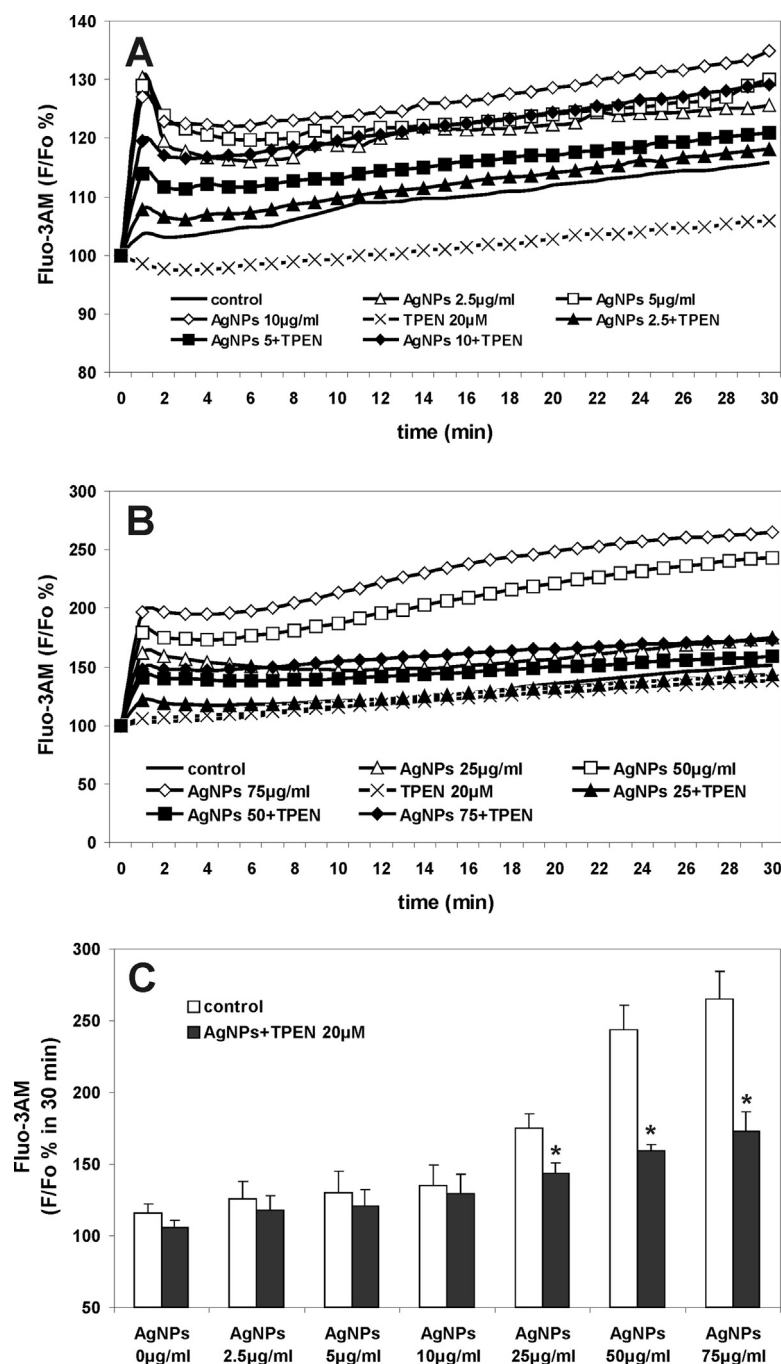 A
Fluo-3AM (F/Fo %)
140
130
120
110
100
90
80
control
AgNPs 2.5µg/ml
AgNPs 5µg/ml
AgNPs 10µg/ml
TPEN 20µM
AgNPs 2.5+TPEN
AgNPs 5+TPEN
AgNPs 10+TPEN
0 2 4 6 8 10 12 14 16 18 20 22 24 26 28 30
time (min)
B
Fluo-3AM (F/Fo %)
300
250
200
150
100
50
0
control
AgNPs 25µg/ml
AgNPs 50µg/ml
AgNPs 75µg/ml
TPEN 20µM
AgNPs 25+TPEN
AgNPs 50+TPEN
AgNPs 75+TPEN
0 2 4 6 8 10 12 14 16 18 20 22 24 26 28 30
time (min)
C
Fluo-3AM
(F/Fo % in 30 min)
300
250
200
150
100
50
control
AgNPs+TPEN 20µM
* * *
AgNPs AgNPs AgNPs AgNPs AgNPs AgNPs AgNPs
0µg/ml 2.5µg/ml 5µg/ml 10µg/ml 25µg/ml 50µg/ml 75µg/ml